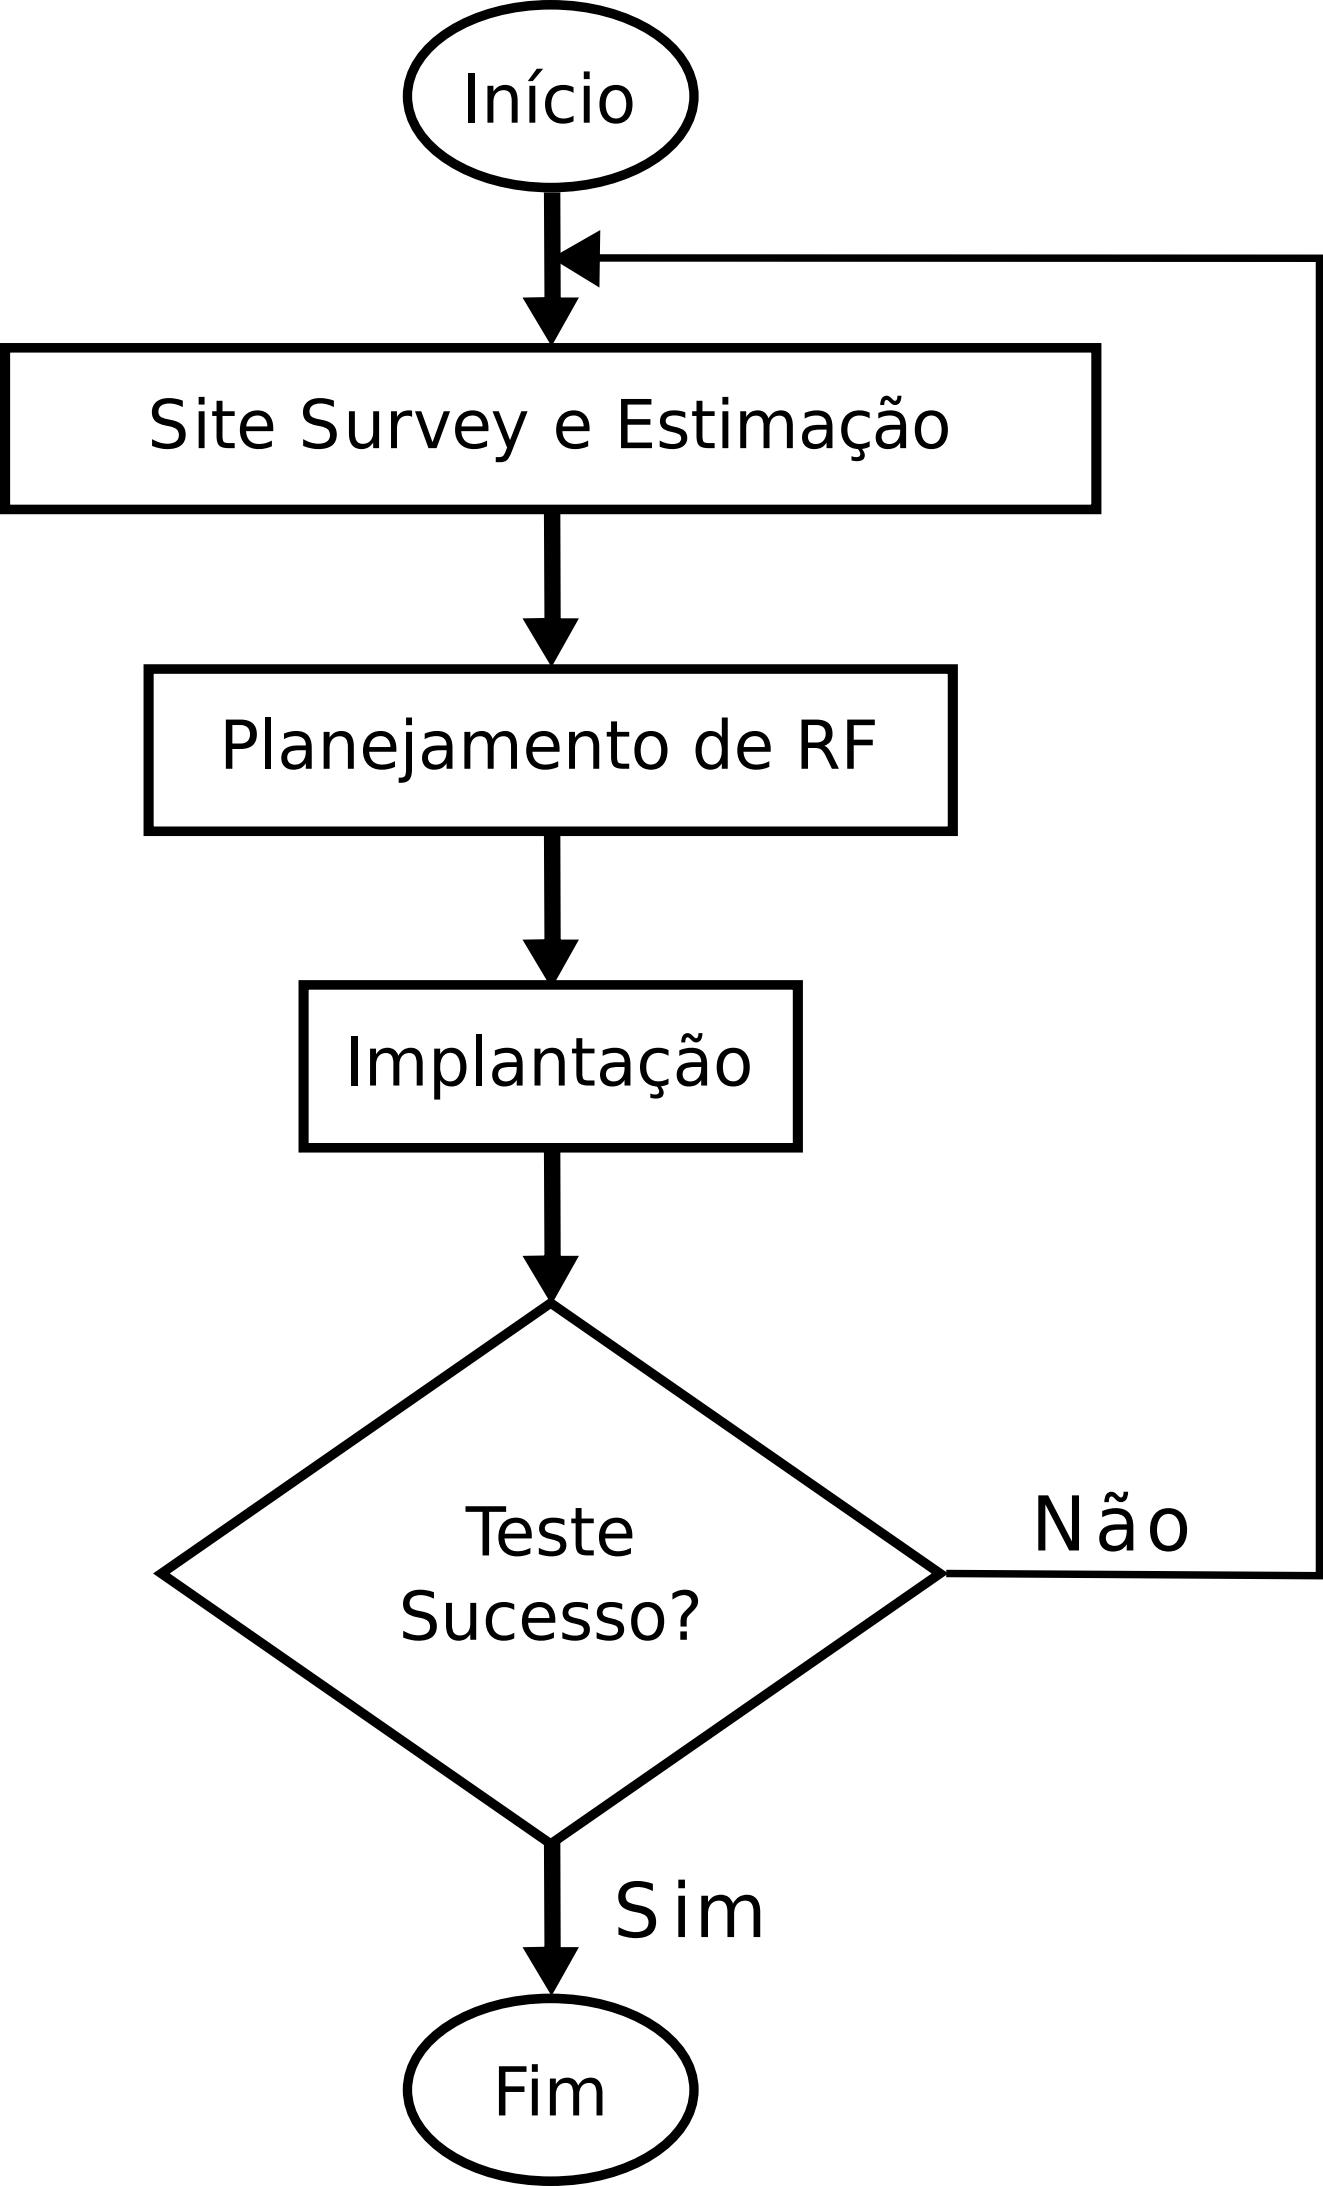 Início
Site Survey e Estimação
Planejamento de RF
Implantação
Teste
Sucesso?
Não
Sim
Fim